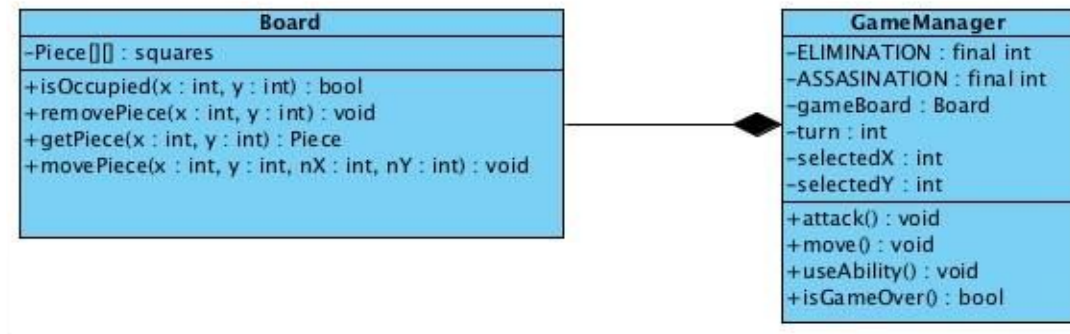 Board
-Piece[][] : squares
+isOccupied(x : int, y : int) : bool
+removePiece(x : int, y : int) : void
+getPiece(x : int, y : int) : Piece
+movePiece(x : int, y : int, nX : int, nY : int) : void
GameManager
-ELIMINATION : final int
-ASSASINATION : final int
-gameBoard : Board
-turn : int
-selectedX : int
-selectedY : int
+attack() : void
+move() : void
+useAbility() : void
+isGameOver() : bool